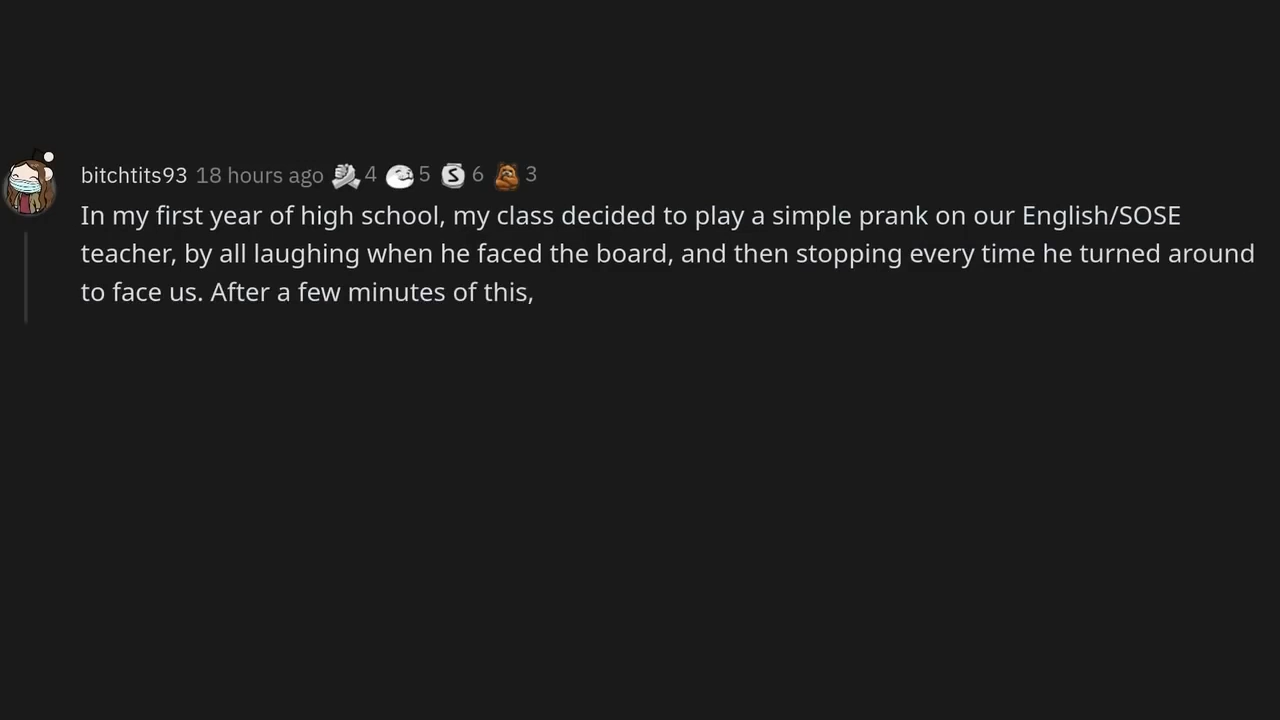 bitchtits93 18 hours ago 4 5 S 6 3
In my first year of high school, my class decided to play a simple prank on our English/SOSE
teacher, by all laughing when he faced the board, and then stopping every time he turned around
to face us. After a few minutes of this,